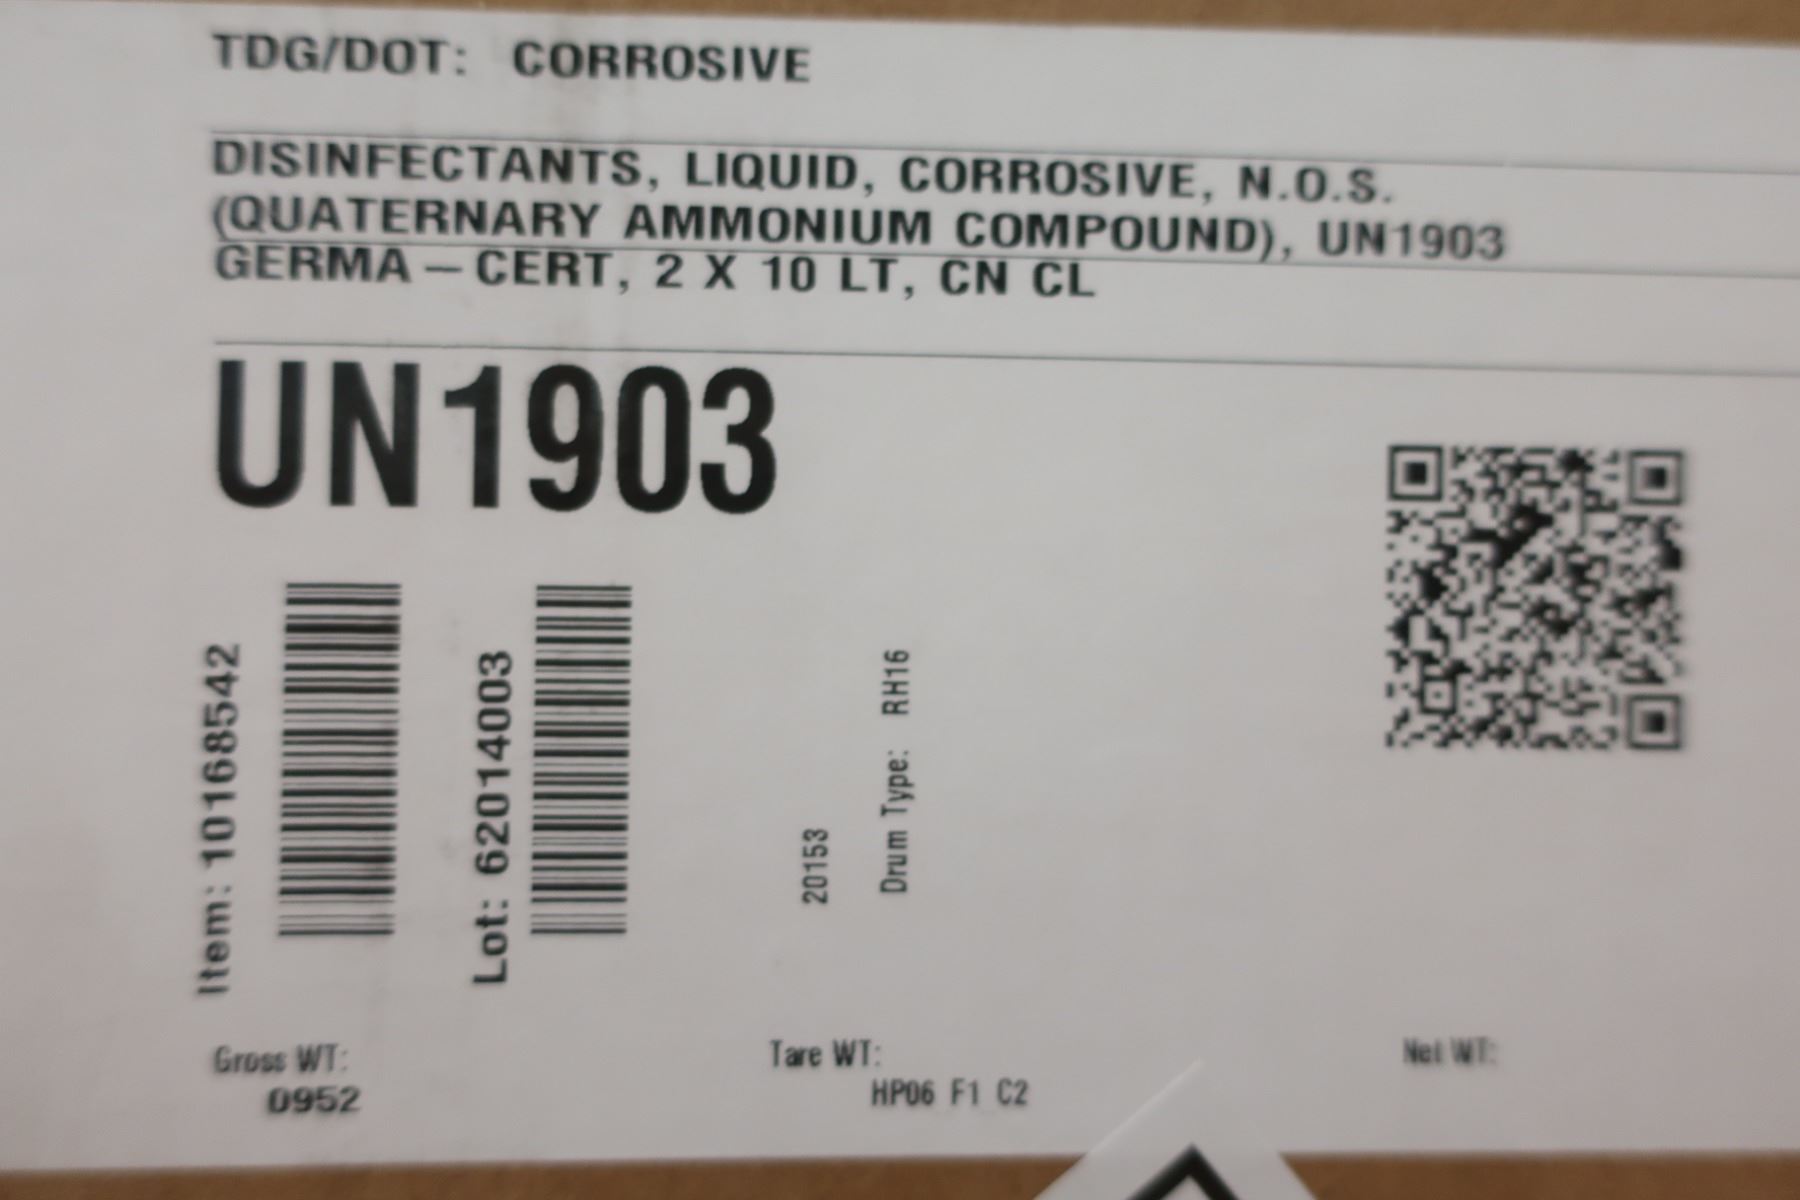 TDG/DOT: CORROSIVE
DISINFECTANTS, LIQUID, CORROSIVE, N.O.S.
(QUATERNARY AMMONIUM COMPOUND), UN1903
GERMA – CERT, 2 X 10 LT, CN CL
UN1903
Item: 10168542
Lot: 62014003
20153
Drum Type: RH16
Gross WT:
0952
Tare WT:
HP06 F1 C2
Net WT: